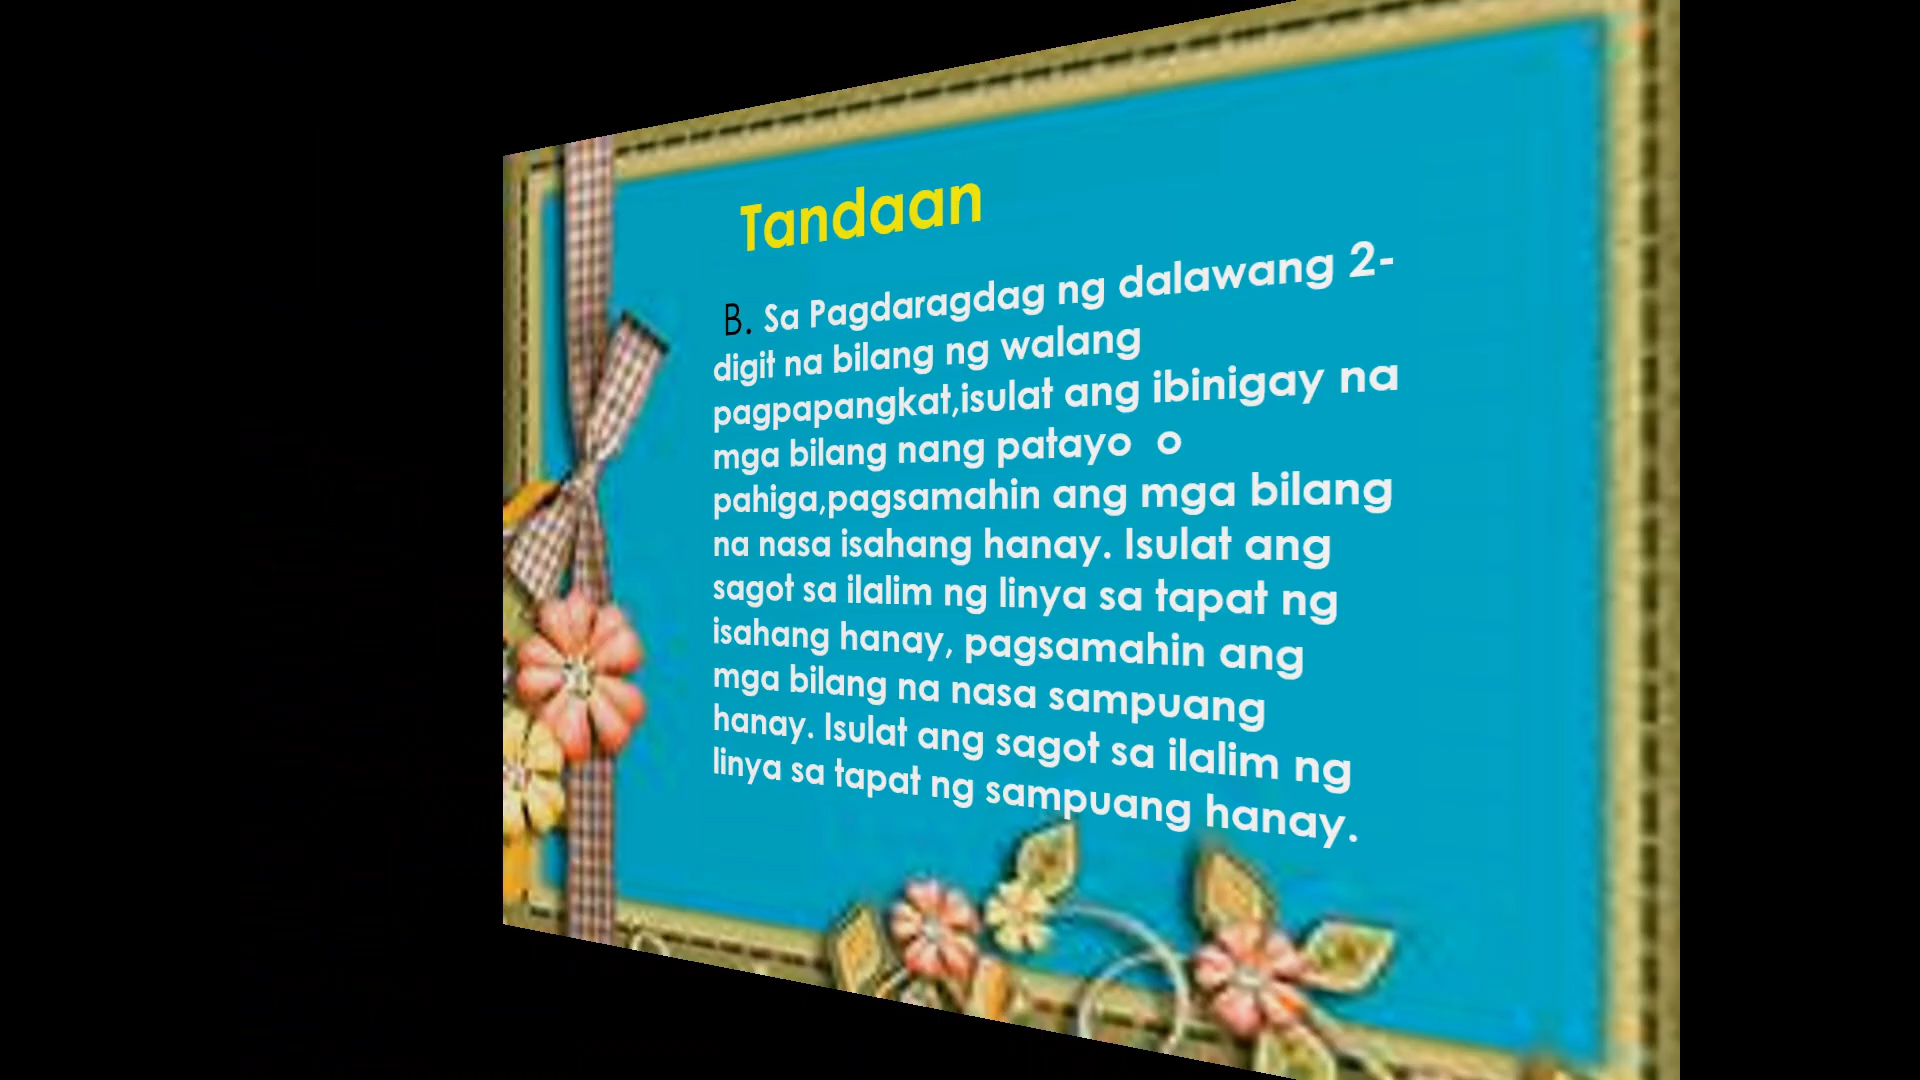 Tandaan
B. Sa Pagdaragdag ng dalawang 2-
digit na bilang ng walang
pagpapangkat,isulat ang ibinigay na
mga bilang nang patayo o
pahiga,pagsamahin ang mga bilang
na nasa isahang hanay. Isulat ang
sagot sa ilalim ng linya sa tapat ng
isahang hanay, pagsamahin ang
mga bilang na nasa sampuang
hanay. Isulat ang sagot sa ilalim ng
linya sa tapat ng sampuang hanay.